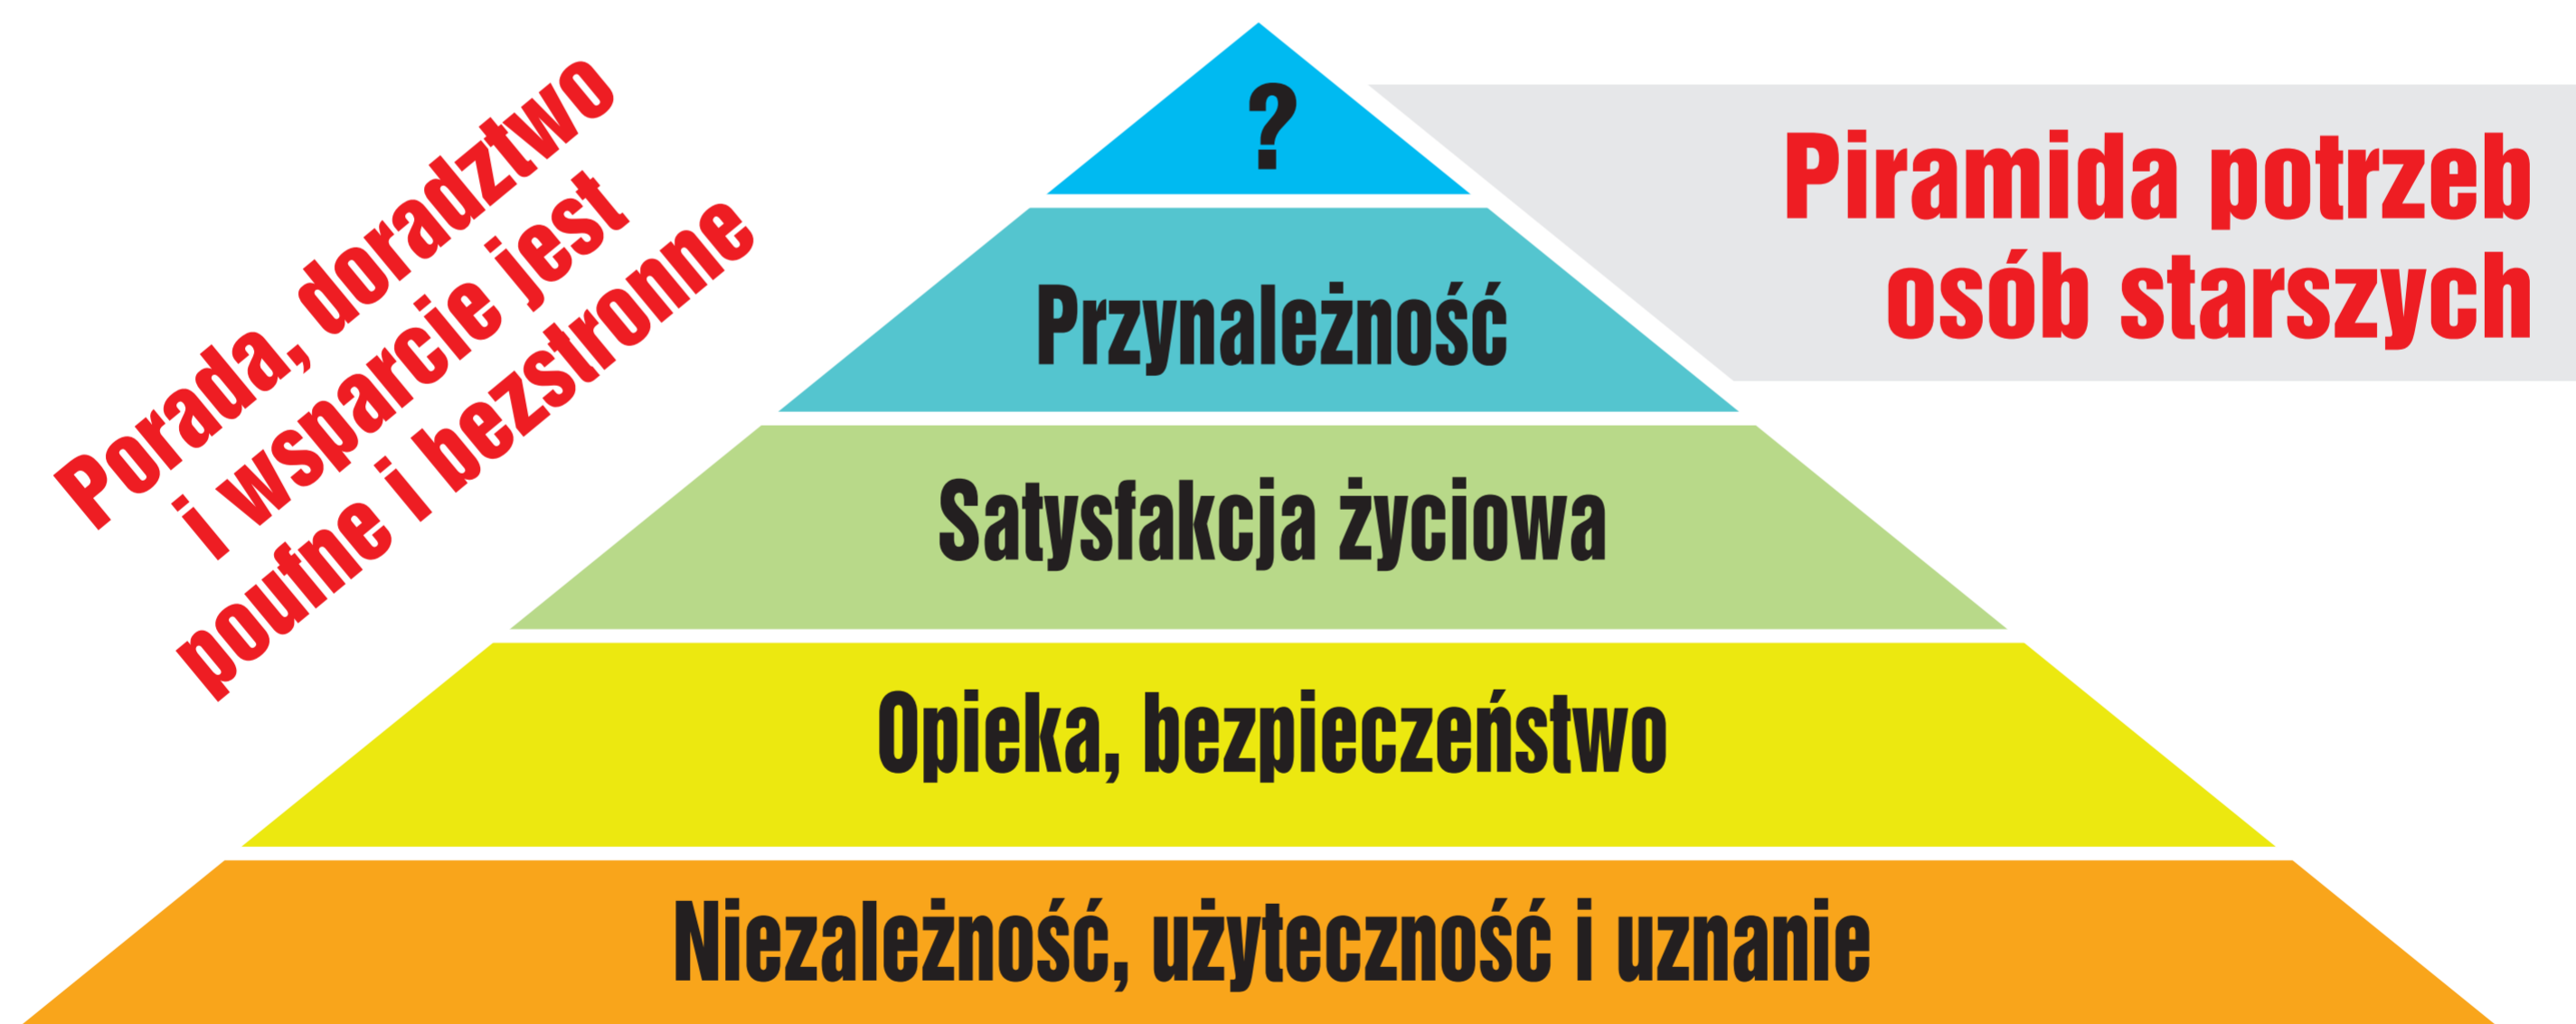 Porada, doradztwo
i wsparcie jest
poufne i bezstronne
Piramida potrzeb
osób starszych
?
Przynależność
Satysfakcja życiowa
Opieka, bezpieczeństwo
Niezależność, użyteczność i uznanie